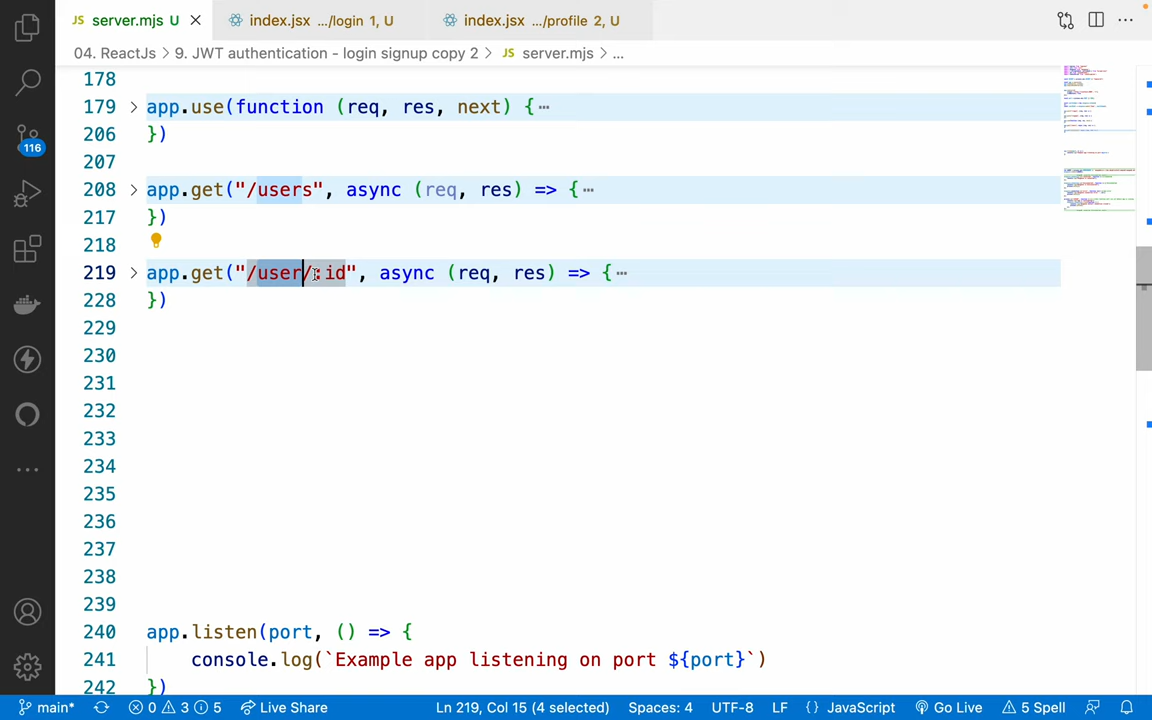 JS server.mjs U ×
index.jsx .../login 1, U
index.jsx .../profile 2, U
04. ReactJs > 9. JWT authentication - login signup copy 2 > JS server.mjs > ...
178
179 > app.use(function (req, res, next) { ⋯
206 })
207
208 > app.get("/users", async (req, res) => { ⋯
217 })
218
219 > app.get("/user/:id", async (req, res) => { ⋯
228 })
229
230
231
232
233
234
235
236
237
238
239
240 app.listen(port, () => {
241 console.log(`Example app listening on port ${port}`)
242 })
116
main* 0 3 5 Live Share Ln 219, Col 15 (4 selected) Spaces: 4 UTF-8 LF {} JavaScript Go Live 5 Spell